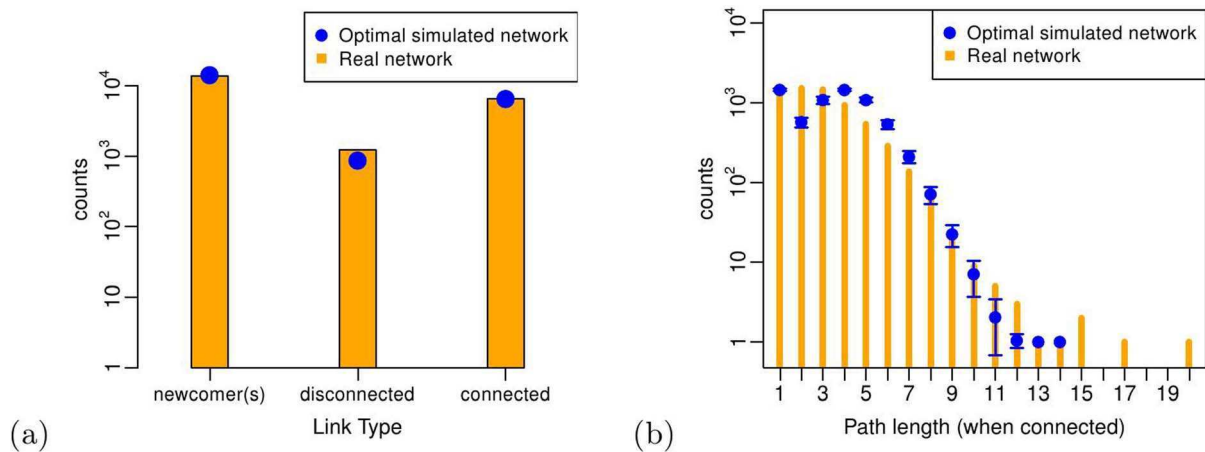 Optimal simulated network
Real network
counts
10^4
10^3
10^2
10
1
newcomer(s) disconnected connected
Link Type
(a)
Optimal simulated network
Real network
counts
10^4
10^3
10^2
10
1
1 3 5 7 9 11 13 15 17 19
Path length (when connected)
(b)